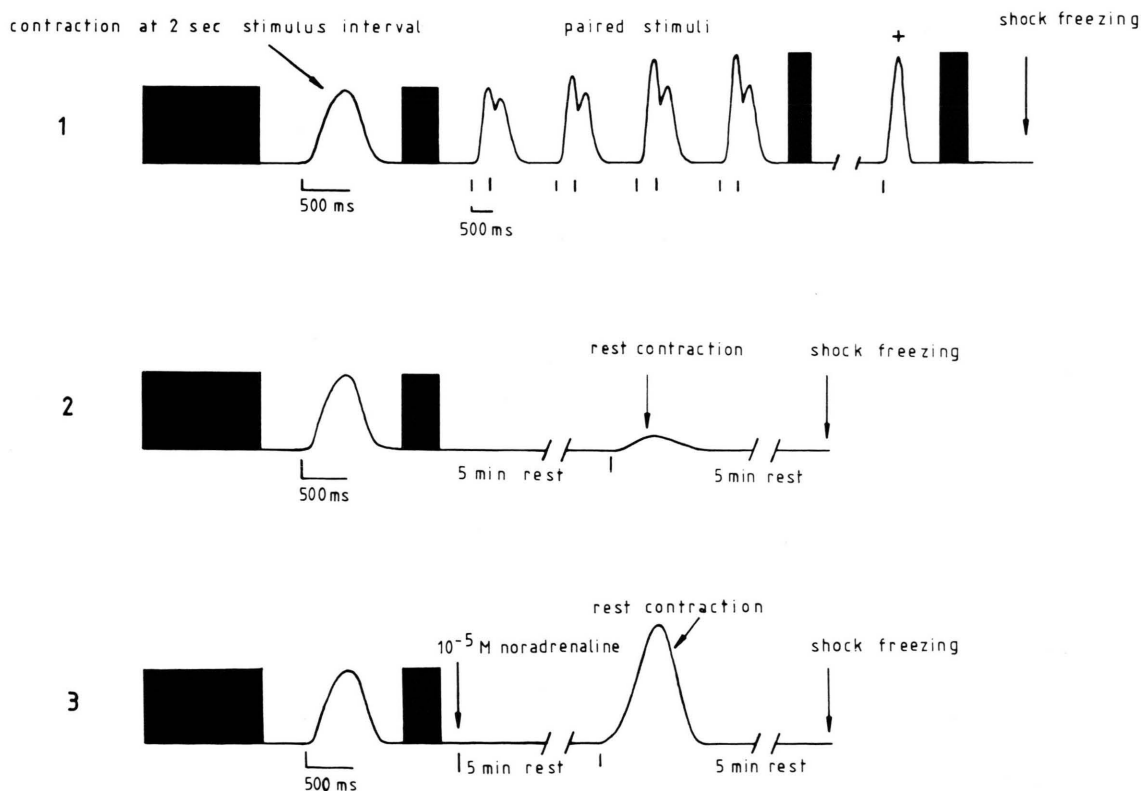 contraction at 2 sec stimulus interval
paired stimuli
shock freezing
+
1
500 ms
500 ms
rest contraction
shock freezing
2
5 min rest
5 min rest
500 ms
rest contraction
10⁻⁵ M noradrenaline
shock freezing
3
5 min rest
5 min rest
500 ms